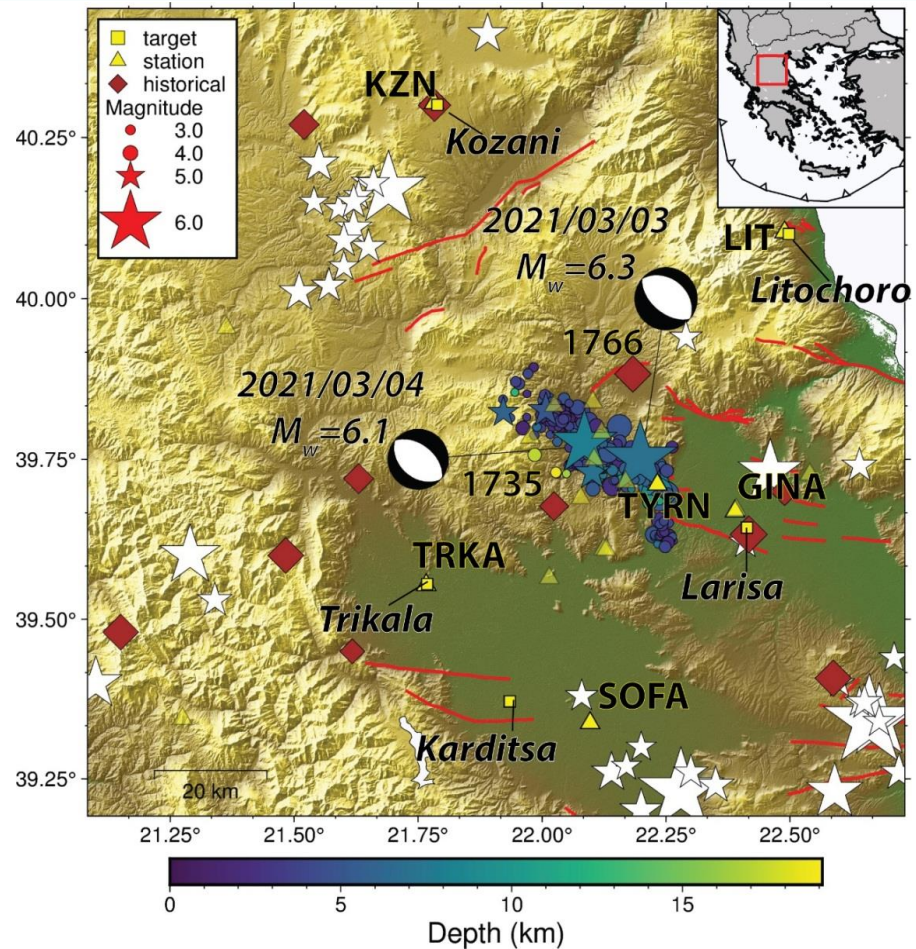 target
station
historical
Magnitude
3.0
4.0
5.0
6.0
KZN
Kozani
2021/03/03
Mw=6.3
LIT
Litochoro
1766
2021/03/04
Mw=6.1
1735
TYRN
GINA
TRKA
Trikala
Larisa
SOFA
Karditsa
20 km
40.25°
40.00°
39.75°
39.50°
39.25°
21.25°
21.50°
21.75°
22.00°
22.25°
22.50°
0
5
10
15
Depth (km)